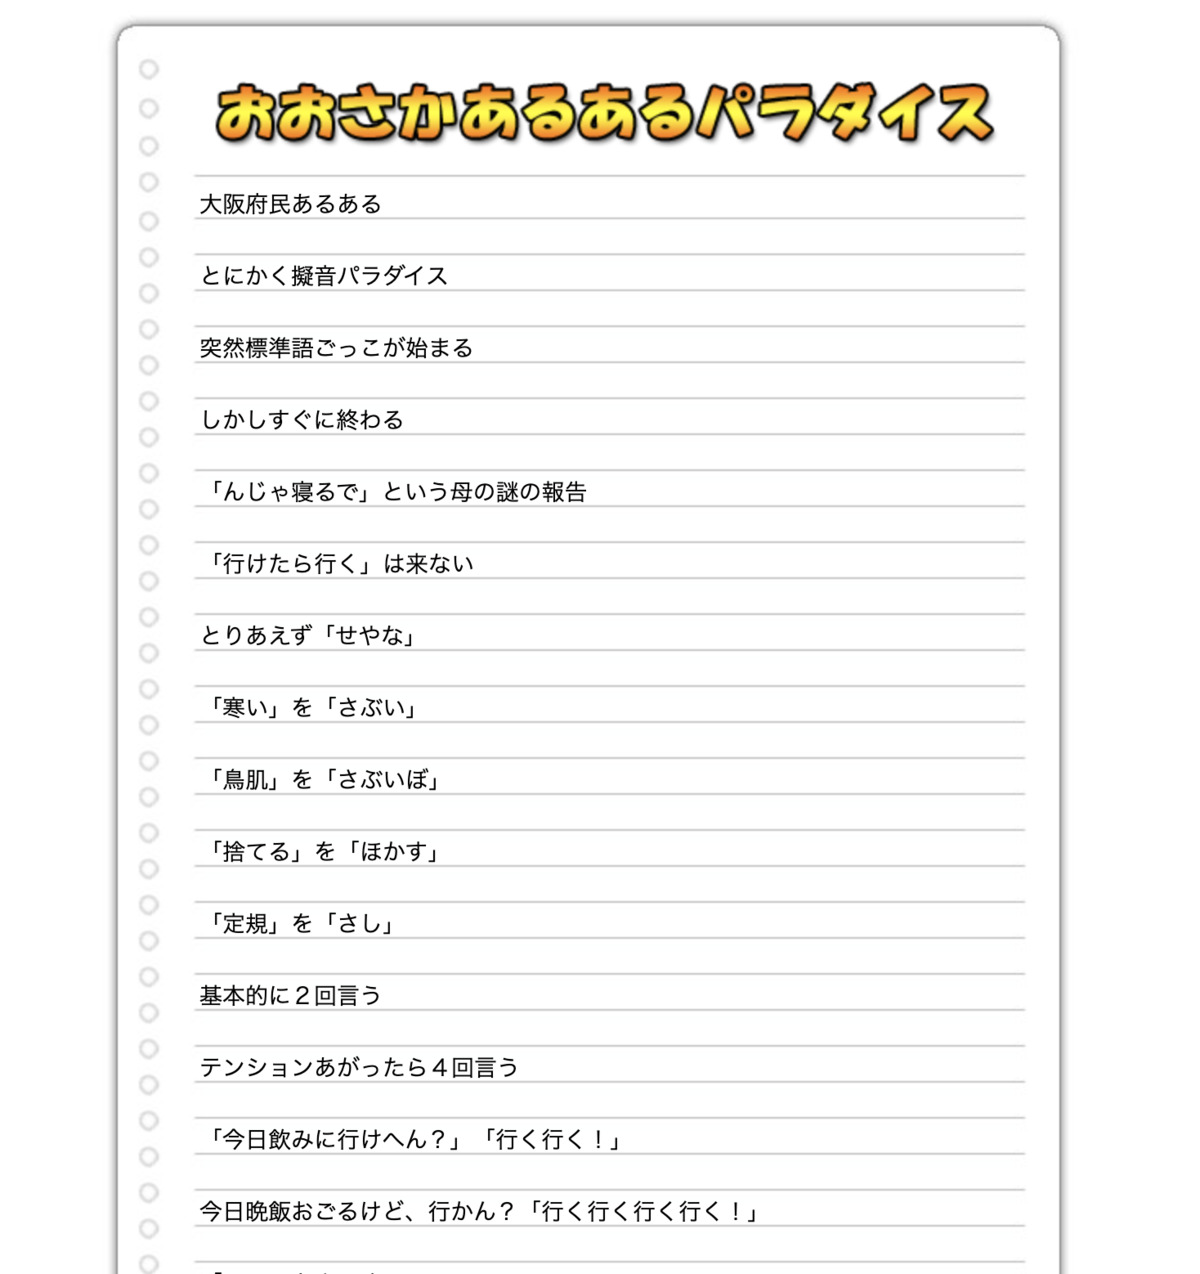 おおさかあるあるパラダイス
大阪府民あるある
とにかく擬音パラダイス
突然標準語ごっこが始まる
しかしすぐに終わる
「んじゃ寝るで」という母の謎の報告
「行けたら行く」は来ない
とりあえず「せやな」
「寒い」を「さぶい」
「鳥肌」を「さぶいぼ」
「捨てる」を「ほかす」
「定規」を「さし」
基本的に２回言う
テンションあがったら４回言う
「今日飲みに行けへん？」「行く行く！」
今日晩飯おごるけど、行かん？「行く行く行く行く！」